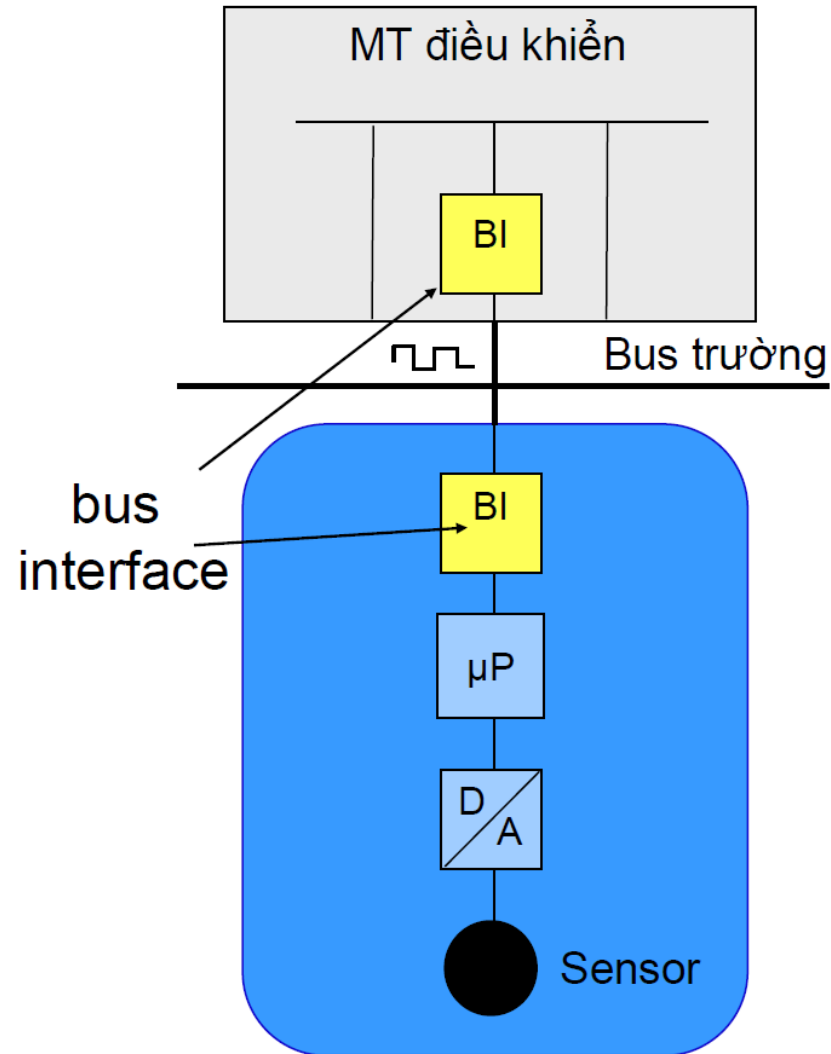 MT điều khiển
BI
Bus trường
bus
interface
BI
µP
D
A
Sensor